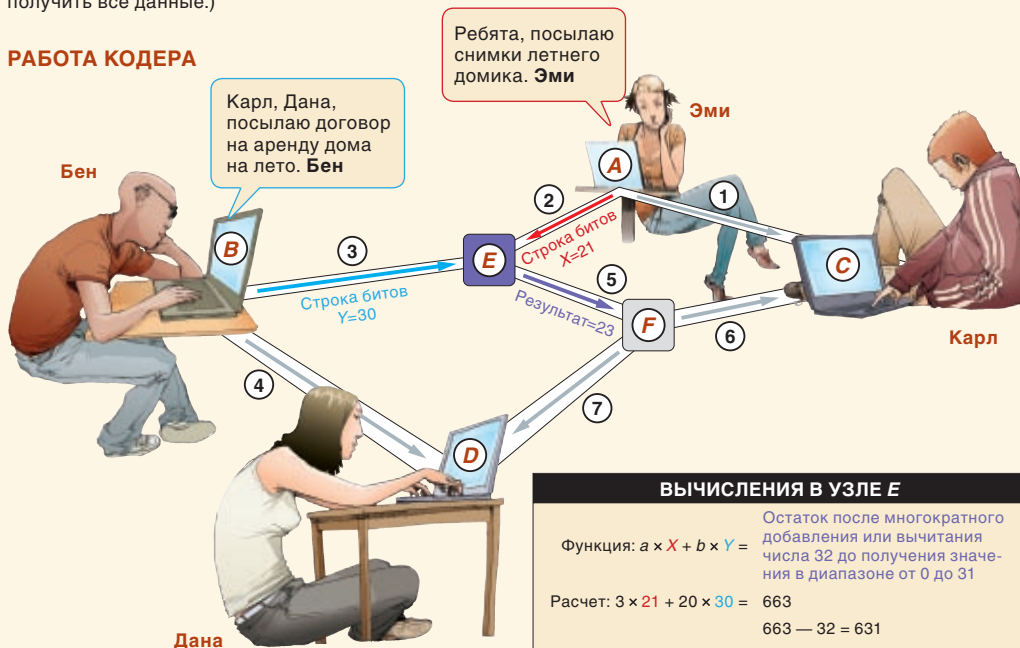 получить все данные.)
РАБОТА КОДЕРА
Ребята, посылаю
снимки летнего
домика. Эми
Карл, Дана,
посылаю договор
на аренду дома
на лето. Бен
Эми
Бен
A
B
C
D
E
F
1
2
3
4
5
6
7
Строка битов
X=21
Строка битов
Y=30
Результат=23
Карл
Дана
ВЫЧИСЛЕНИЯ В УЗЛЕ E
Функция: a × X + b × Y =
Остаток после многократного
добавления или вычитания
числа 32 до получения значе-
ния в диапазоне от 0 до 31
Расчет: 3 × 21 + 20 × 30 = 663
663 — 32 = 631